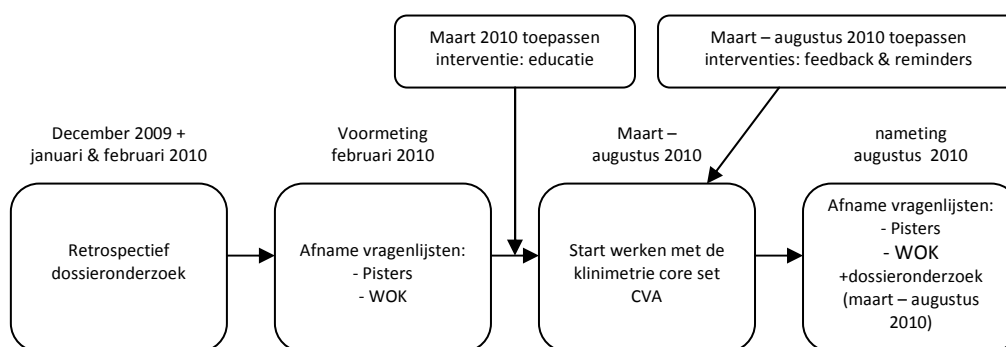 Maart 2010 toepassen
interventie: educatie
Maart – augustus 2010 toepassen
interventies: feedback & reminders
December 2009 +
januari & februari 2010
Voormeting
februari 2010
Maart –
augustus 2010
nameting
augustus 2010
Retrospectief
dossieronderzoek
Afname vragenlijsten:
- Pisters
- WOK
Start werken met de
klinimetrie core set
CVA
Afname vragenlijsten:
- Pisters
- WOK
+dossieronderzoek
(maart – augustus
2010)